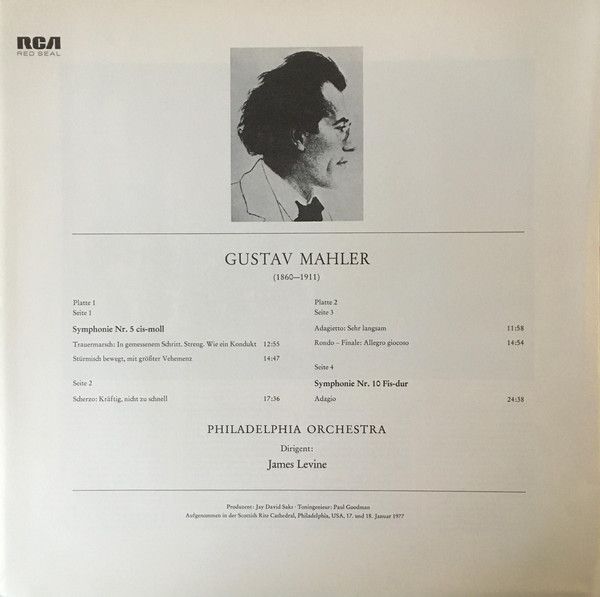 RCA
RED SEAL
GUSTAV MAHLER
(1860—1911)
Platte 1
Seite 1
Symphonie Nr. 5 cis-moll
Trauermarsch: In gemessenem Schritt. Streng. Wie ein Kondukt 12:55
Stürmisch bewegt, mit größter Vehemenz 14:47
Seite 2
Scherzo: Kräftig, nicht zu schnell 17:36
Platte 2
Seite 3
Adagietto: Sehr langsam 11:58
Rondo – Finale: Allegro giocoso 14:54
Seite 4
Symphonie Nr. 10 Fis-dur
Adagio 24:38
PHILADELPHIA ORCHESTRA
Dirigent:
James Levine
Produzent: Jay David Saks · Toningenieur: Paul Goodman
Aufgenommen in der Scottish Rite Cathedral, Philadelphia, USA, 17. und 18. Januar 1977